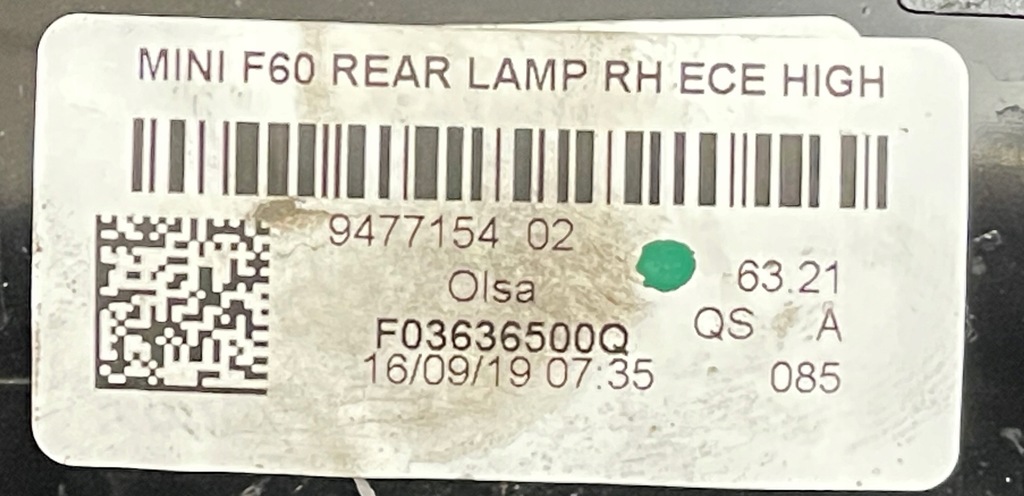 MINI F60 REAR LAMP RH ECE HIGH
9477154 02
Olsa
63.21
F03636500Q
QS A
16/09/19 07:35
085